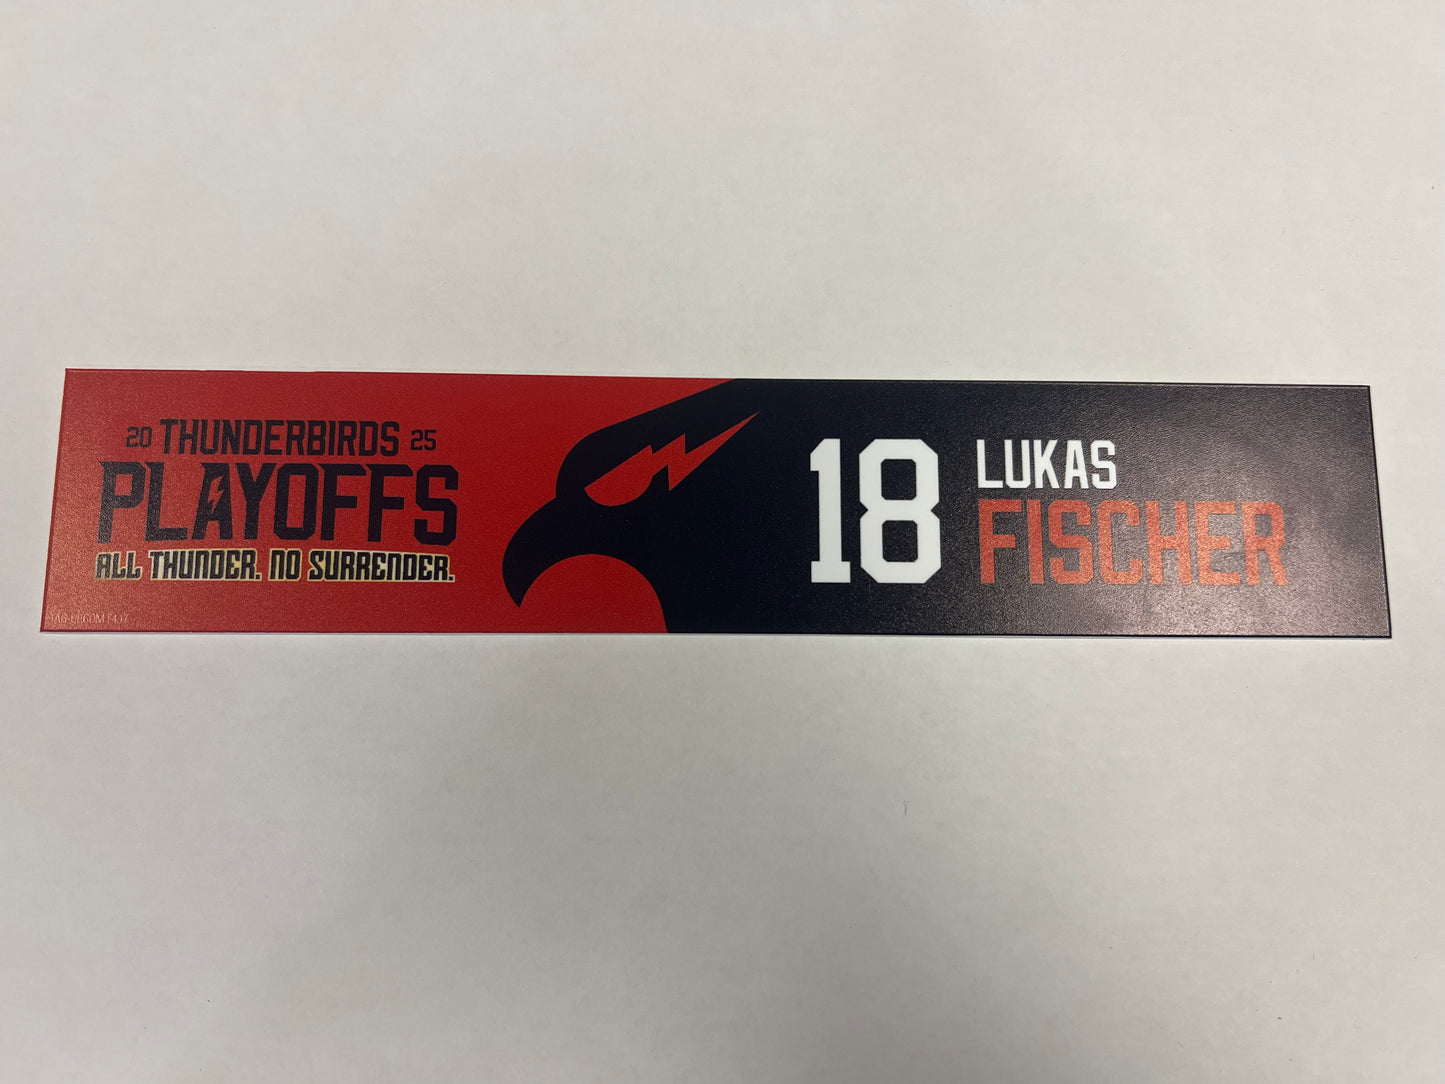 20 THUNDERBIRDS 25
PLAYOFFS
ALL THUNDER. NO SURRENDER.
18
LUKAS
FISCHER